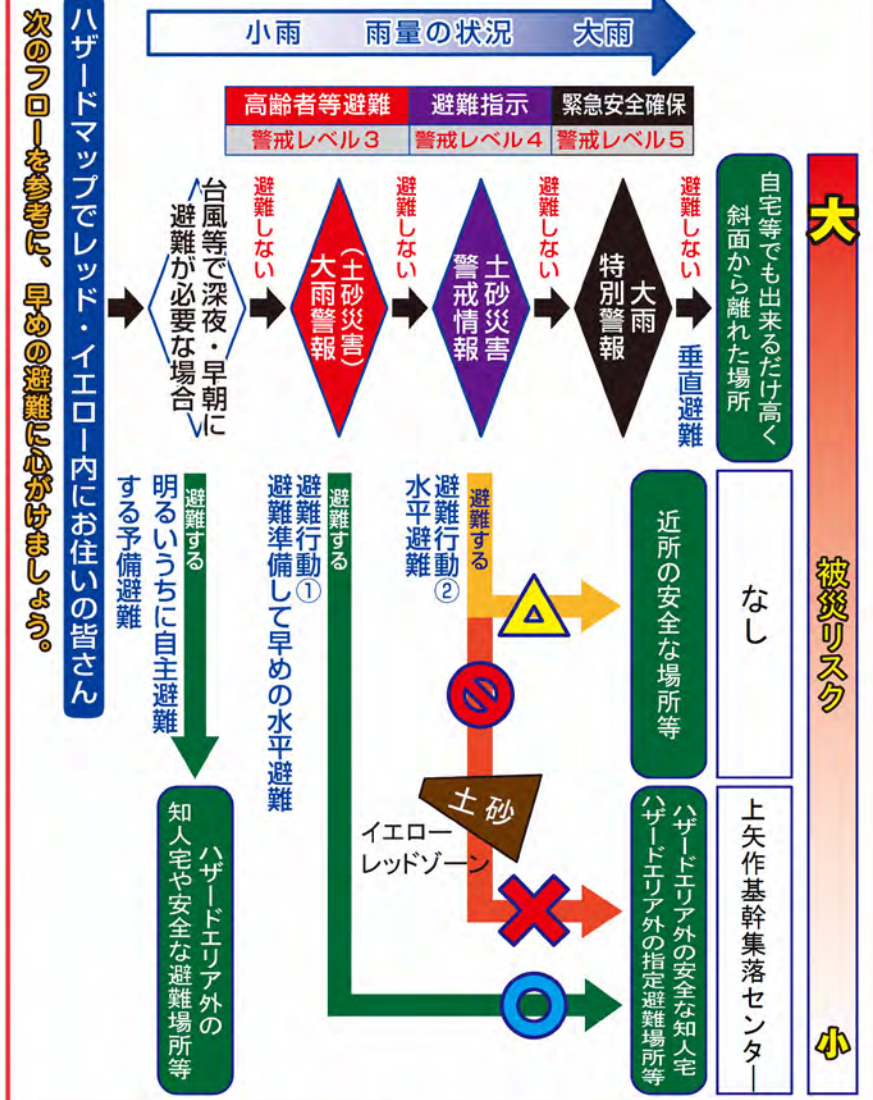 次のフローを参考に、早めの避難に心がけましょう。
ハザードマップでレッド・イエロー内にお住いの皆さん
小雨 雨量の状況 大雨
高齢者等避難 避難指示 緊急安全確保
警戒レベル3 警戒レベル4 警戒レベル5
台風等で深夜・早朝に
避難が必要な場合
避難しない
大雨警報
(土砂災害)
避難しない
土砂災害
警戒情報
避難しない
大雨
特別警報
避難しない
垂直避難
自宅等でも出来るだけ高く
斜面から離れた場所
避難する
明るいうちに自主避難
する予備避難
避難する
避難行動①
避難準備して早めの水平避難
避難する
避難行動②
水平避難
土砂
イエロー
レッドゾーン
近所の安全な場所等
なし
ハザードエリア外の
知人宅や安全な避難場所等
ハザードエリア外の安全な知人宅
ハザードエリア外の指定避難場所等
上矢作基幹集落センター
大
被災リスク
小